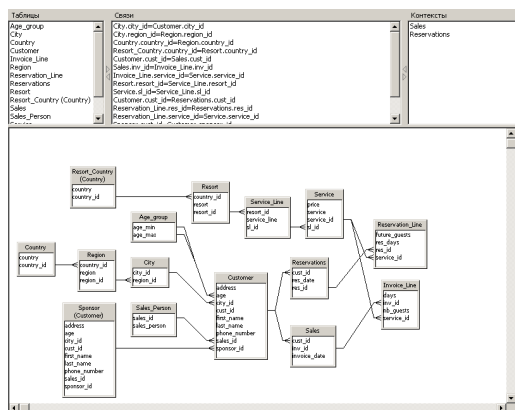 Таблицы
Age_group
City
Country
Customer
Invoice_Line
Region
Reservation_Line
Reservations
Resort
Resort_Country (Country)
Sales
Sales_Person
Service
Связи
City.city_id=Customer.city_id
City.region_id=Region.region_id
Country.country_id=Region.country_id
Resort_Country.country_id=Resort.country_id
Customer.cust_id=Sales.cust_id
Sales.inv_id=Invoice_Line.inv_id
Invoice_Line.service_id=Service.service_id
Resort.resort_id=Service_Line.resort_id
Service.sl_id=Service_Line.sl_id
Customer.cust_id=Reservations.cust_id
Reservation_Line.res_id=Reservations.res_id
Reservation_Line.service_id=Service.service_id
Sponsor.cust_id=Customer.sponsor_id
Контексты
Sales
Reservations
Resort_Country
(Country)
country
country_id
Resort
country_id
resort
resort_id
Service_Line
resort_id
service_line
sl_id
Service
price
service
service_id
sl_id
Age_group
age_min
age_max
Reservation_Line
future_guests
res_days
res_id
service_id
Country
country
country_id
Region
country_id
region
region_id
City
city_id
region_id
Customer
address
age
city_id
cust_id
first_name
last_name
phone_number
sales_id
sponsor_id
Reservations
cust_id
res_date
res_id
Invoice_Line
days
inv_id
nb_guests
service_id
Sponsor
(Customer)
address
age
city_id
cust_id
first_name
last_name
phone_number
sales_id
sponsor_id
Sales_Person
sales_id
sales_person
Sales
cust_id
inv_id
invoice_date